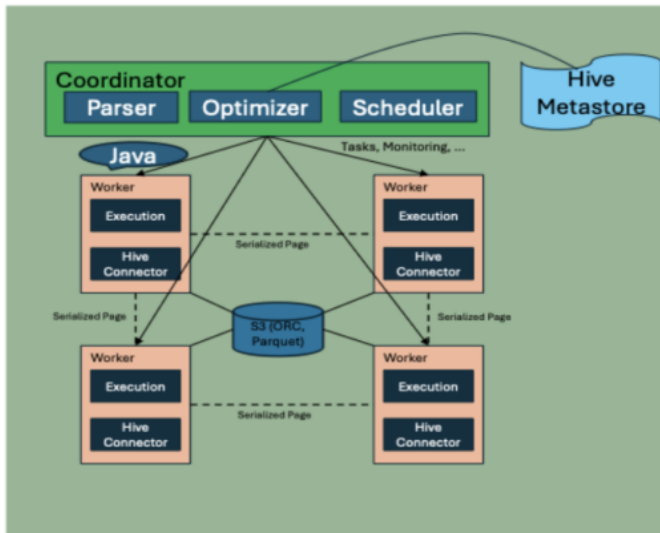 Coordinator
Parser
Optimizer
Scheduler
Hive
Metastore
Java
Tasks, Monitoring, ...
Worker
Execution
Hive
Connector
Worker
Execution
Hive
Connector
Serialized Page
Serialized Page
S3 (ORC,
Parquet)
Serialized Page
Worker
Execution
Hive
Connector
Worker
Execution
Hive
Connector
Serialized Page